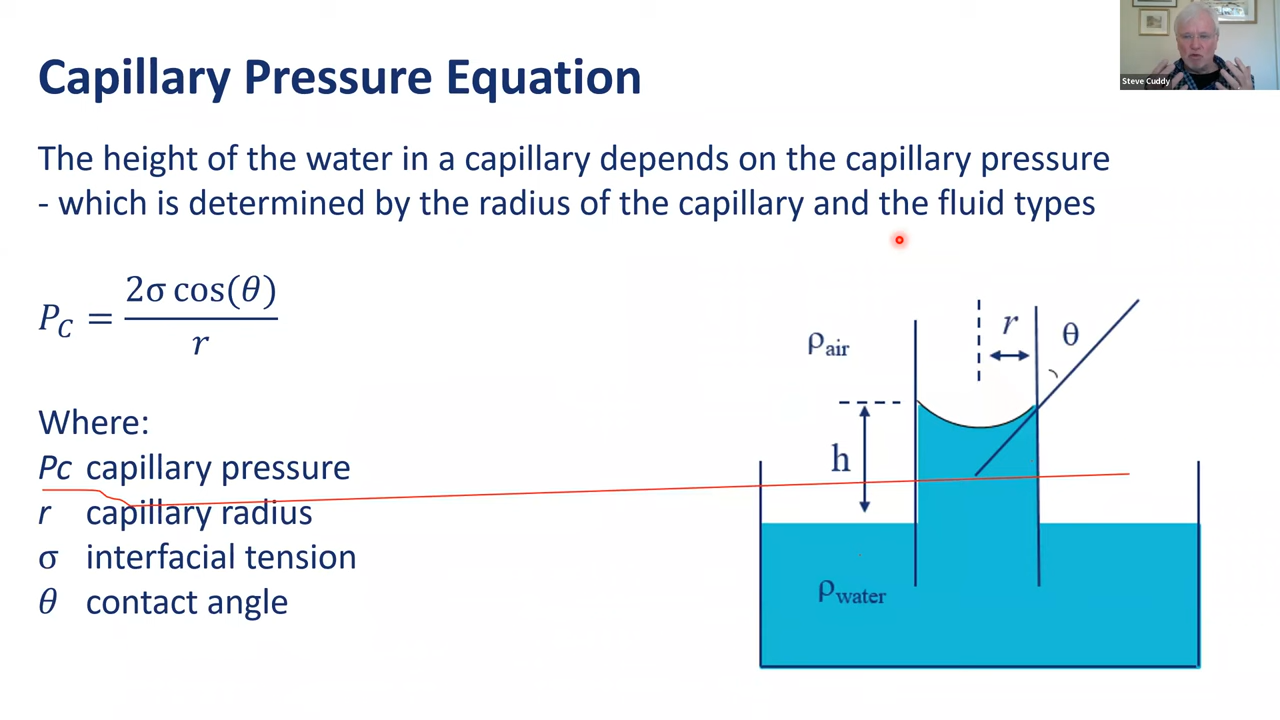 Capillary Pressure Equation
Steve Cuddy
The height of the water in a capillary depends on the capillary pressure
- which is determined by the radius of the capillary and the fluid types
P_C = 2σ cos(θ) / r
Where:
Pc capillary pressure
r capillary radius
σ interfacial tension
θ contact angle
ρair
r
θ
h
ρwater